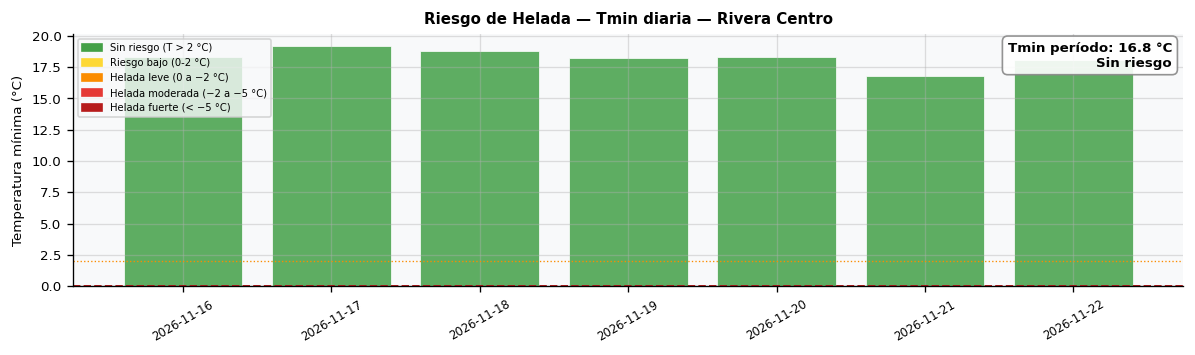 Riesgo de Helada — Tmin diaria — Rivera Centro
Sin riesgo (T > 2 °C)
Riesgo bajo (0-2 °C)
Helada leve (0 a −2 °C)
Helada moderada (−2 a −5 °C)
Helada fuerte (< −5 °C)
Tmin período: 16.8 °C
Sin riesgo
Temperatura mínima (°C)
20.0
17.5
15.0
12.5
10.0
7.5
5.0
2.5
0.0
2026-11-16
2026-11-17
2026-11-18
2026-11-19
2026-11-20
2026-11-21
2026-11-22